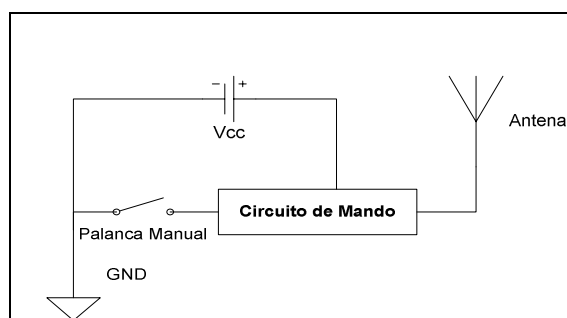 − +
Vcc
Antena
Circuito de Mando
Palanca Manual
GND